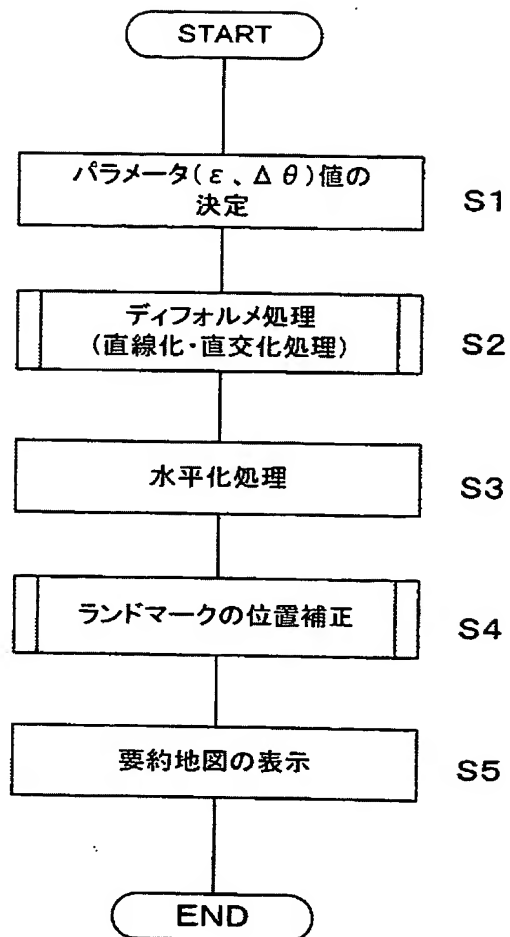 START
パラメータ(ε、Δθ)値の
決定
S1
ディフォルメ処理
(直線化・直交化処理)
S2
水平化処理
S3
ランドマークの位置補正
S4
要約地図の表示
S5
END